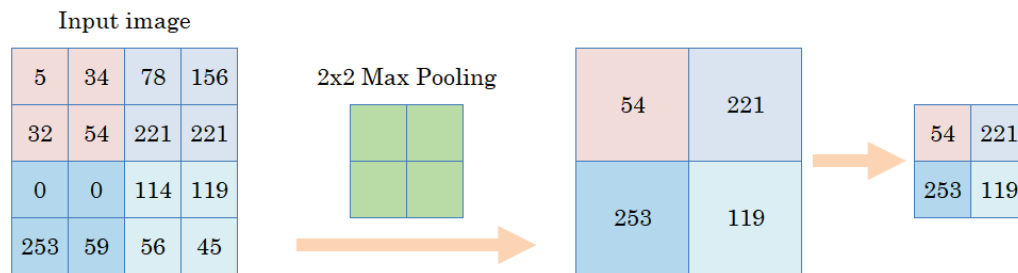 Input image
5 34 78 156
32 54 221 221
0 0 114 119
253 59 56 45
2x2 Max Pooling
54 221
253 119
54 221
253 119